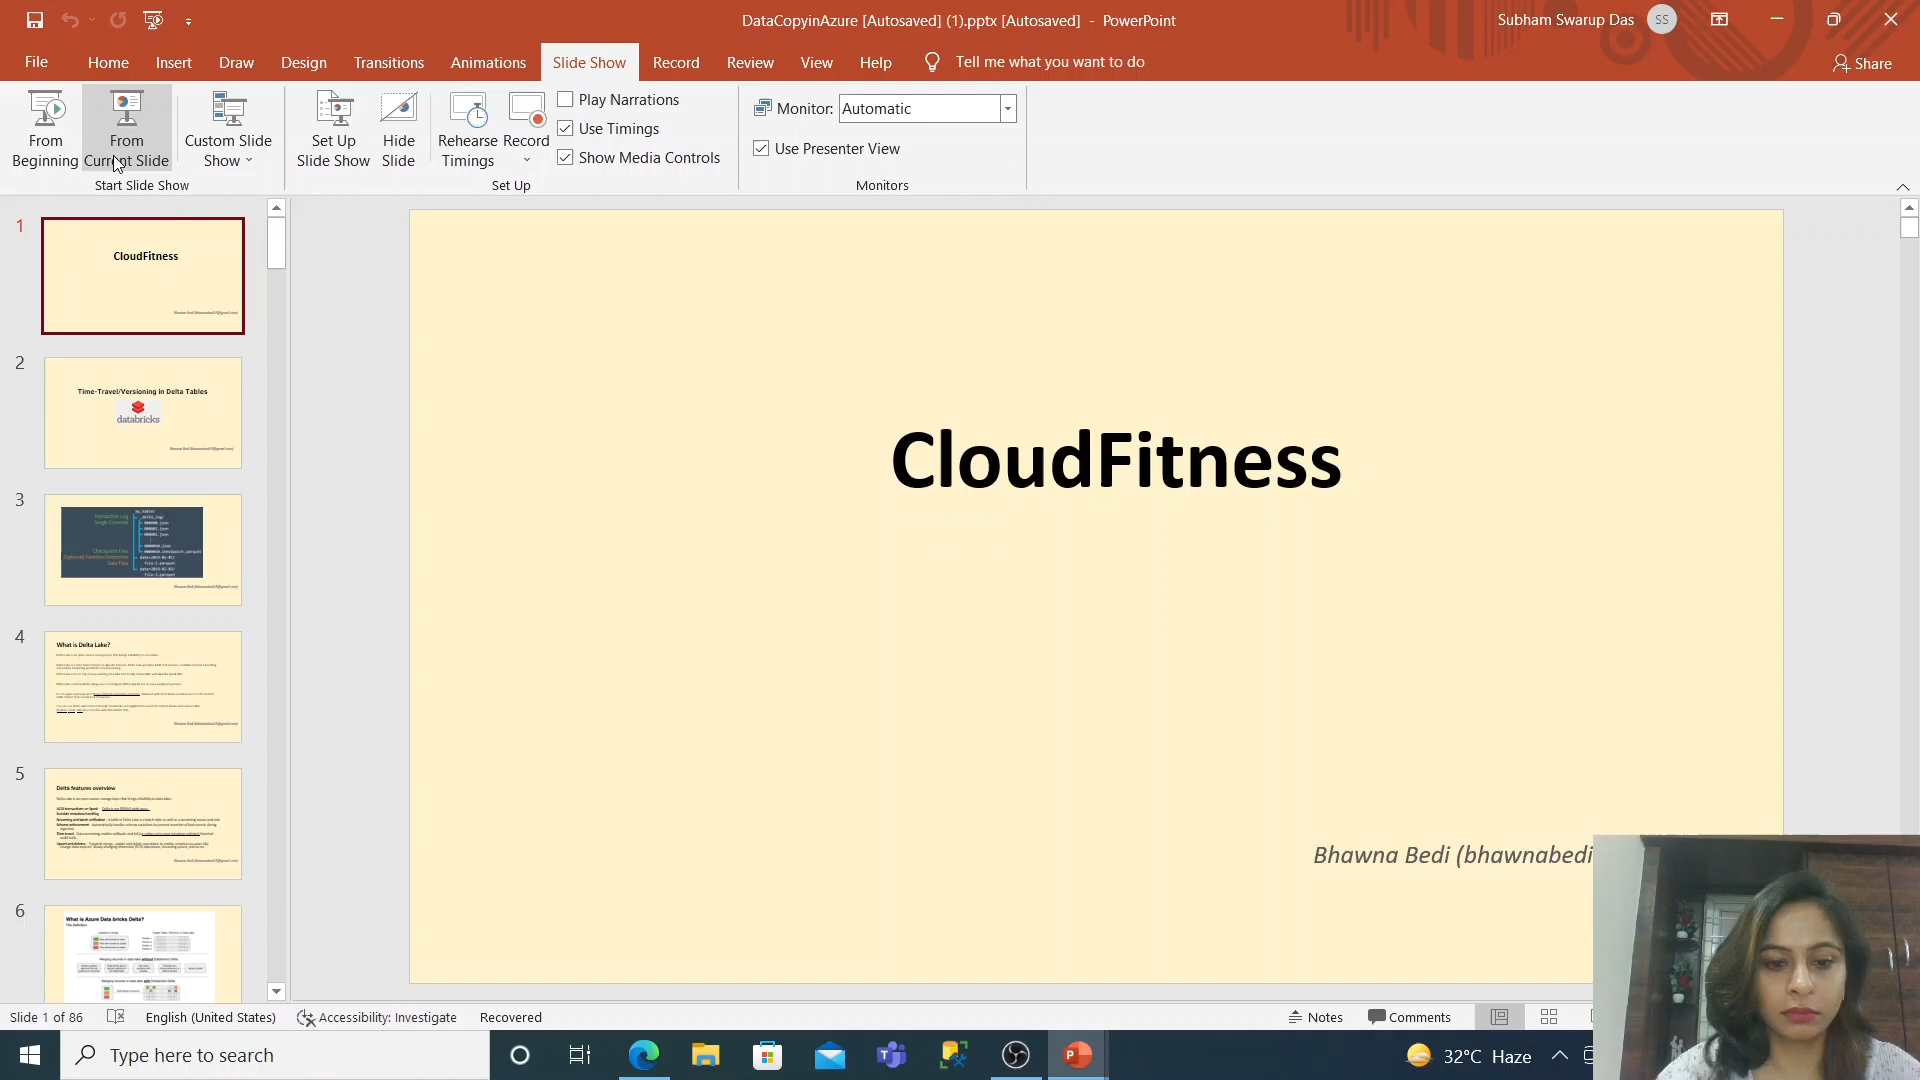 DataCopyinAzure [Autosaved] (1).pptx [Autosaved] - PowerPoint
Subham Swarup Das
SS
File
Home
Insert
Draw
Design
Transitions
Animations
Slide Show
Record
Review
View
Help
Tell me what you want to do
Share
From
Beginning
From
Current Slide
Custom Slide
Show
Start Slide Show
Set Up
Slide Show
Hide
Slide
Rehearse
Timings
Record
Play Narrations
Use Timings
Show Media Controls
Set Up
Monitor:
Automatic
Use Presenter View
Monitors
1
CloudFitness
2
Time-Travel/Versioning in Delta Tables
databricks
3
4
What is Delta Lake?
5
Delta features overview
6
What is Azure Data bricks Delta?
CloudFitness
Bhawna Bedi (bhawnabedi
Slide 1 of 86
English (United States)
Accessibility: Investigate
Recovered
Notes
Comments
Type here to search
32°C Haze